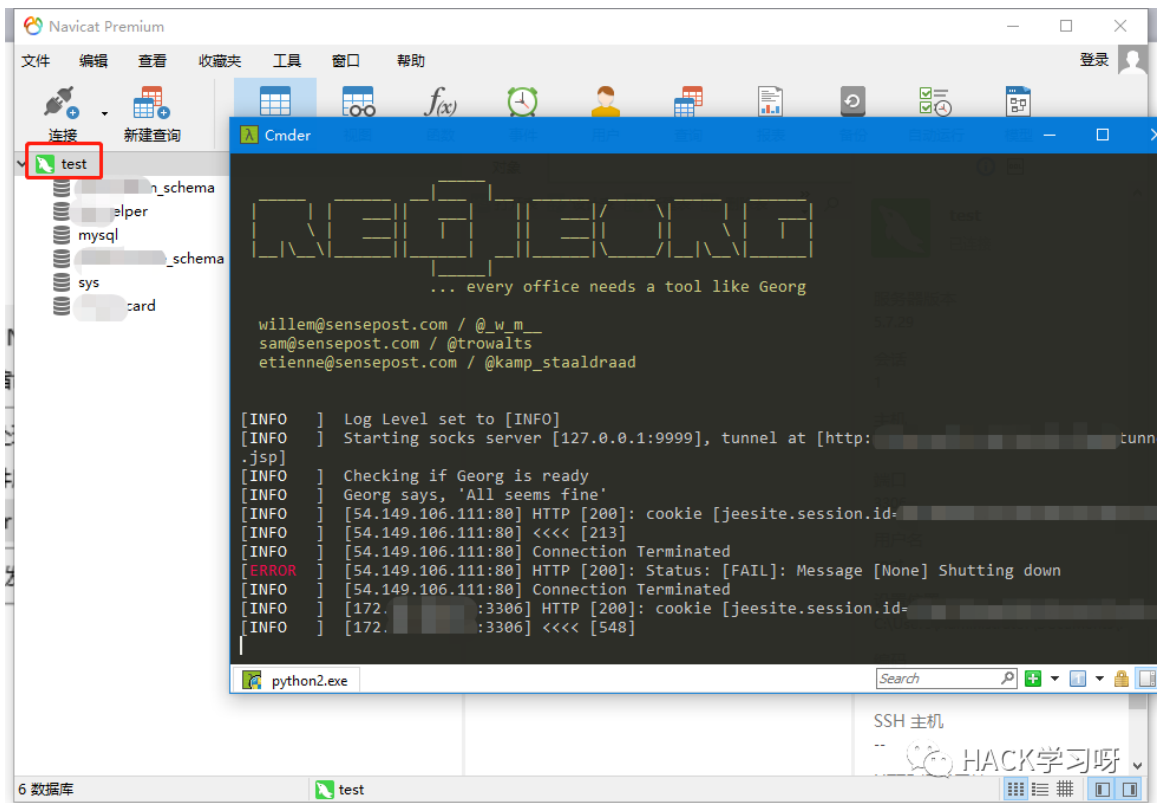 Navicat Premium
文件 编辑 查看 收藏夹 工具 窗口 帮助 登录
f(x)
连接 新建查询
Cmder
test
n_schema
elper
mysql
_schema
sys
card
REGEORG
... every office needs a tool like Georg
willem@sensepost.com / @_w_m__
sam@sensepost.com / @trowalts
etienne@sensepost.com / @kamp_staaldraad
[INFO   ]  Log Level set to [INFO]
[INFO   ]  Starting socks server [127.0.0.1:9999], tunnel at [http: tunn
.jsp]
[INFO   ]  Checking if Georg is ready
[INFO   ]  Georg says, 'All seems fine'
[INFO   ]  [54.149.106.111:80] HTTP [200]: cookie [jeesite.session.id=
[INFO   ]  [54.149.106.111:80] <<<< [213]
[INFO   ]  [54.149.106.111:80] Connection Terminated
[ERROR  ]  [54.149.106.111:80] HTTP [200]: Status: [FAIL]: Message [None] Shutting down
[INFO   ]  [54.149.106.111:80] Connection Terminated
[INFO   ]  [172. :3306] HTTP [200]: cookie [jeesite.session.id=
[INFO   ]  [172. :3306] <<<< [548]
python2.exe
Search
SSH 主机
--
HACK学习呀
6 数据库
test